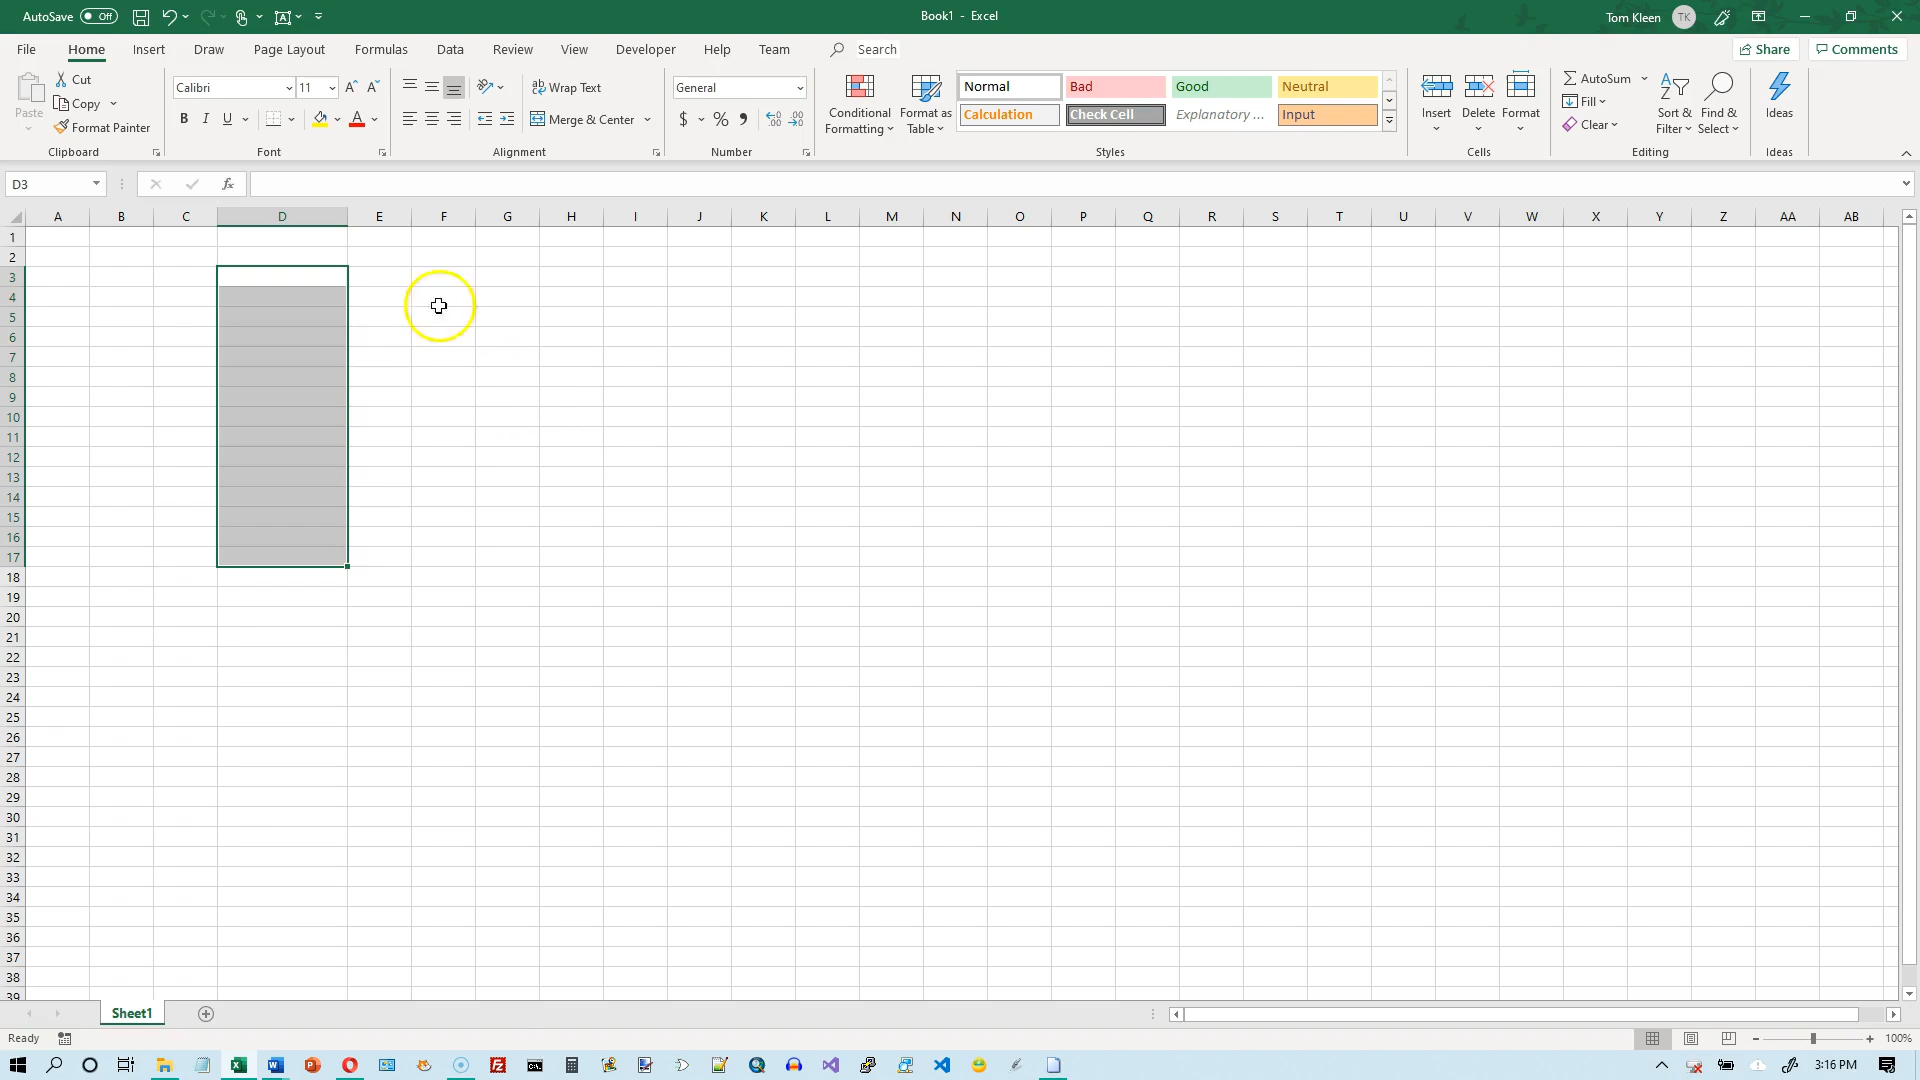 AutoSave Off
Book1 - Excel
Tom Kleen TK
File Home Insert Draw Page Layout Formulas Data Review View Developer Help Team Search Share Comments
Paste
Cut
Copy
Format Painter
Clipboard
Calibri 11
B I U
Font
Wrap Text
Merge & Center
Alignment
General
$ % 9
Number
Conditional Formatting
Format as Table
Normal Bad Good Neutral
Calculation Check Cell Explanatory ... Input
Styles
Insert Delete Format
Cells
AutoSum
Fill
Clear
Sort & Filter
Find & Select
Editing
Ideas
Ideas
D3 fx
A B C D E F G H I J K L M N O P Q R S T U V W X Y Z AA AB
1
2
3
4
5
6
7
8
9
10
11
12
13
14
15
16
17
18
19
20
21
22
23
24
25
26
27
28
29
30
31
32
33
34
35
36
37
38
39
Sheet1
Ready
100%
3:16 PM